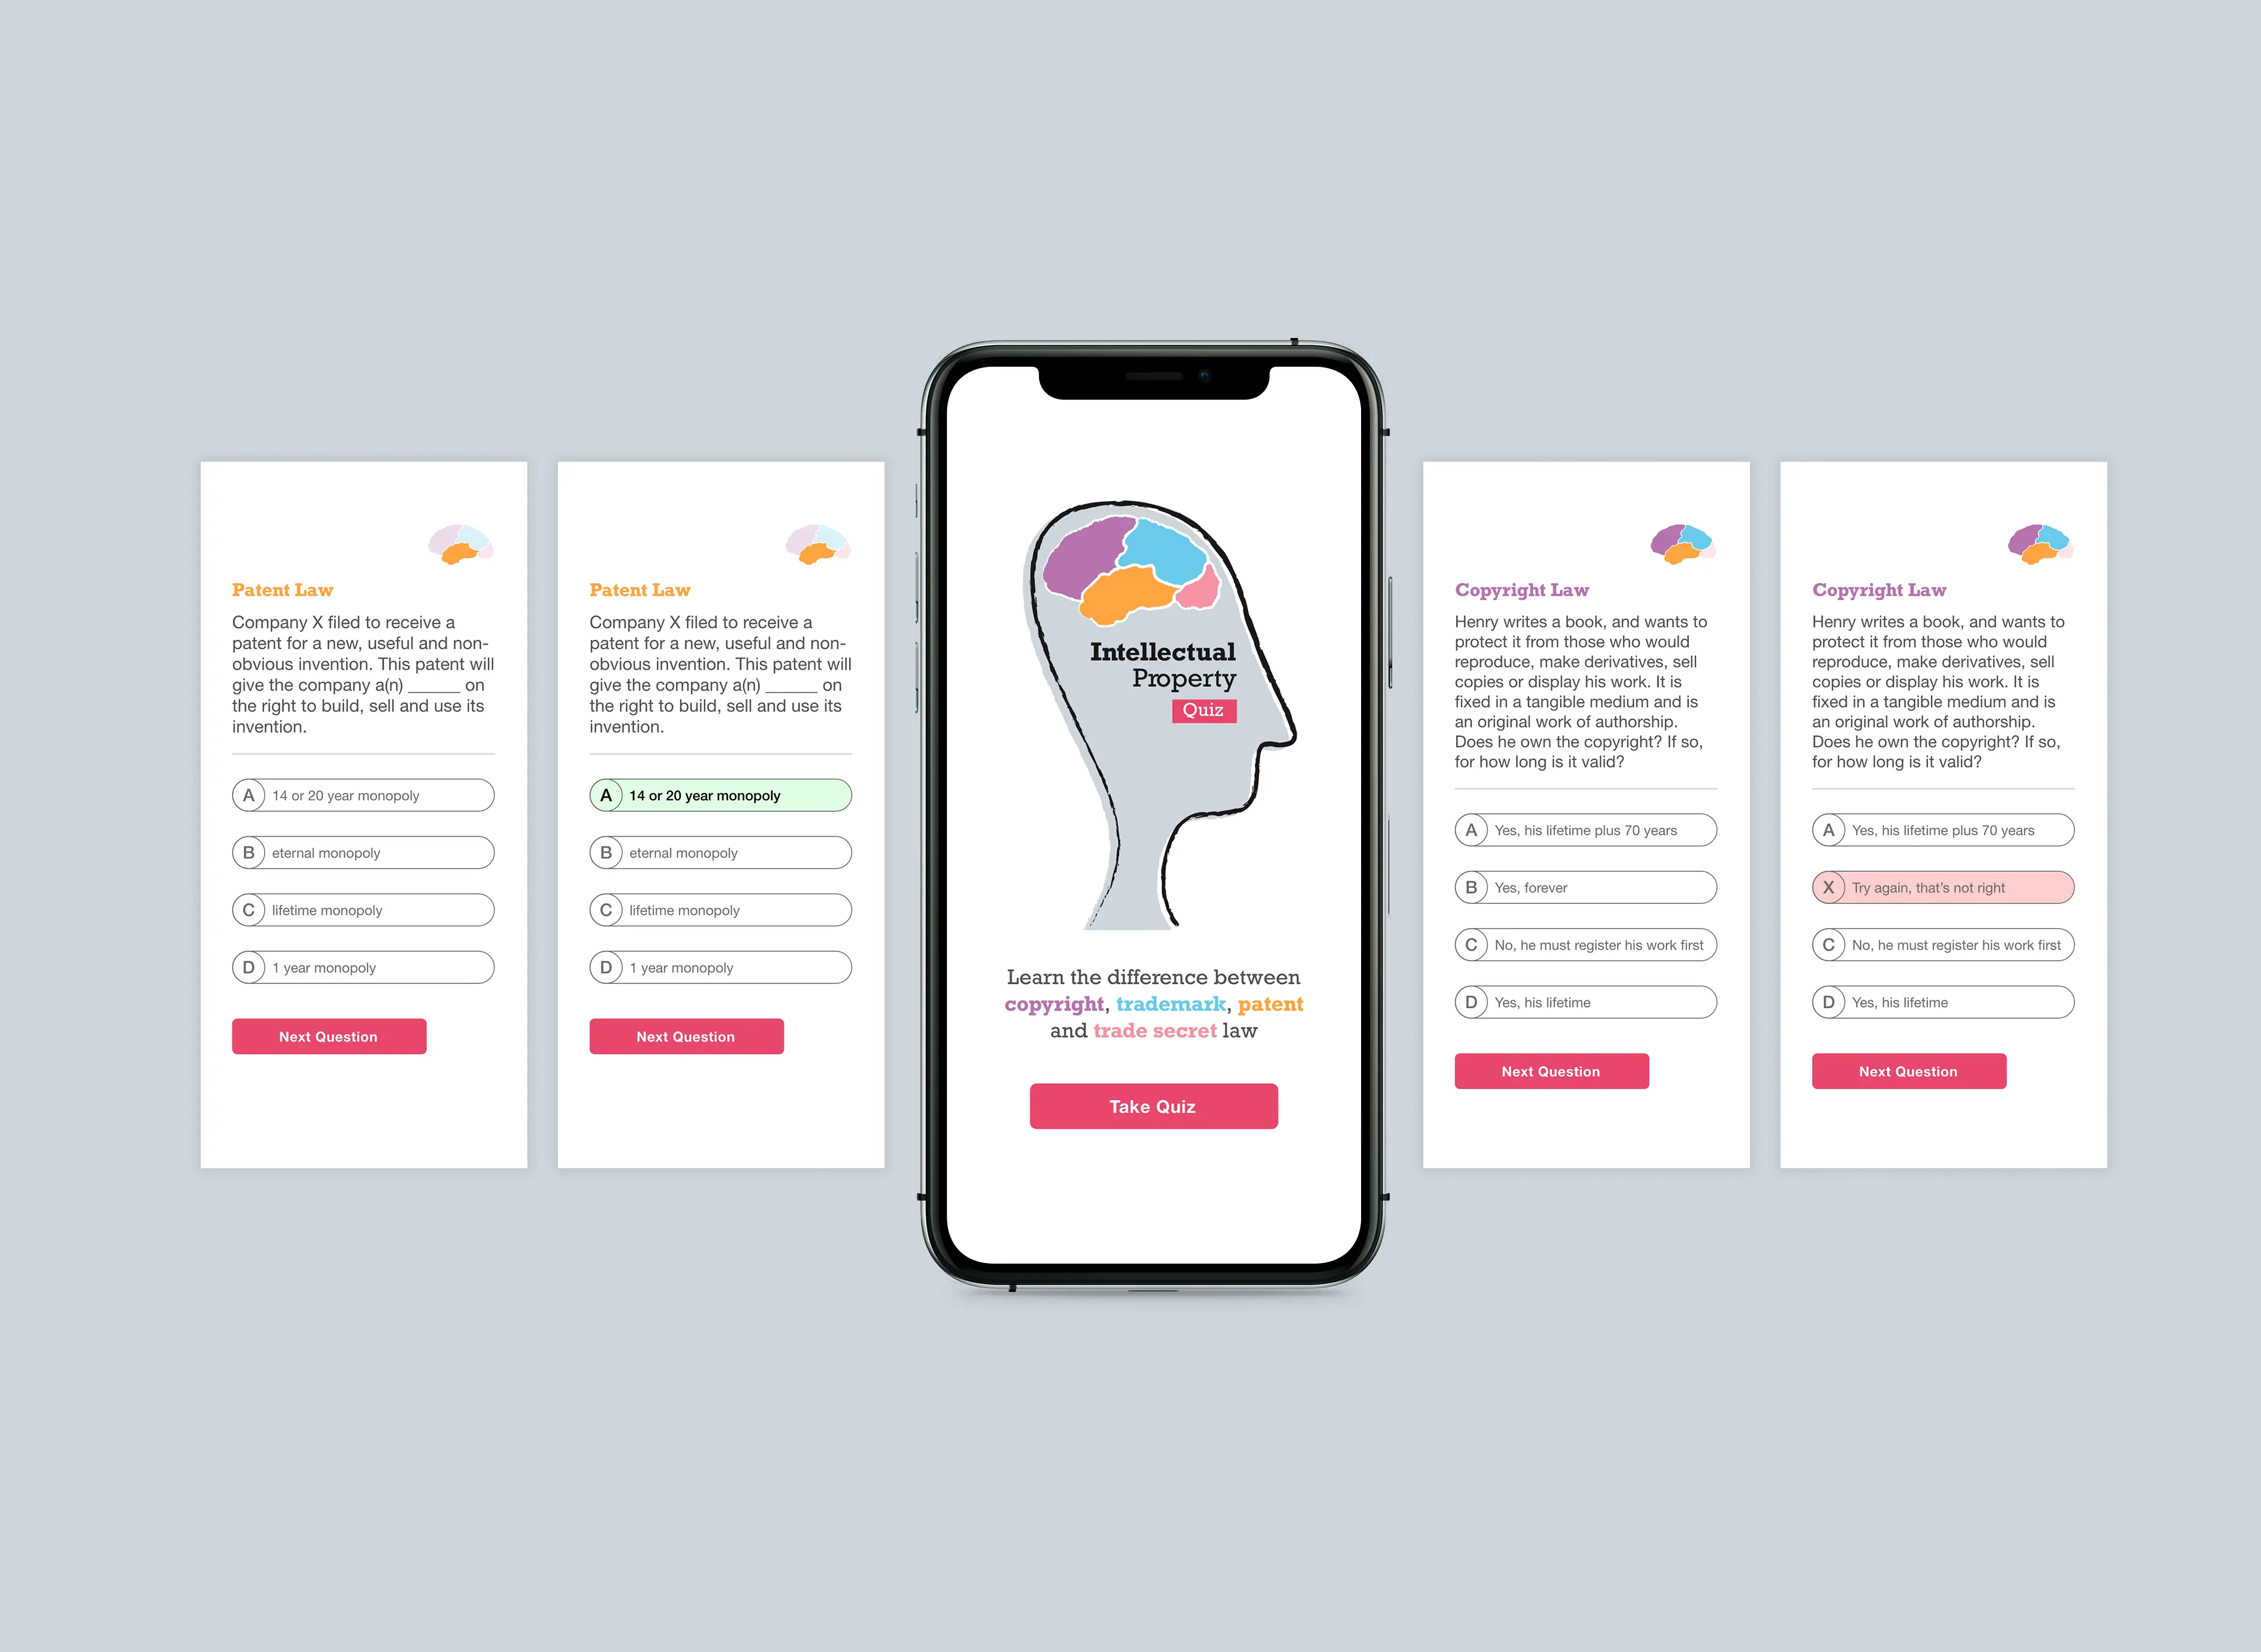 Patent Law
Company X filed to receive a
patent for a new, useful and non-
obvious invention. This patent will
give the company a(n) ______ on
the right to build, sell and use its
invention.
A 14 or 20 year monopoly
B eternal monopoly
C lifetime monopoly
D 1 year monopoly
Next Question
Patent Law
Company X filed to receive a
patent for a new, useful and non-
obvious invention. This patent will
give the company a(n) ______ on
the right to build, sell and use its
invention.
A 14 or 20 year monopoly
B eternal monopoly
C lifetime monopoly
D 1 year monopoly
Next Question
Intellectual
Property
Quiz
Learn the difference between
copyright, trademark, patent
and trade secret law
Take Quiz
Copyright Law
Henry writes a book, and wants to
protect it from those who would
reproduce, make derivatives, sell
copies or display his work. It is
fixed in a tangible medium and is
an original work of authorship.
Does he own the copyright? If so,
for how long is it valid?
A Yes, his lifetime plus 70 years
B Yes, forever
C No, he must register his work first
D Yes, his lifetime
Next Question
Copyright Law
Henry writes a book, and wants to
protect it from those who would
reproduce, make derivatives, sell
copies or display his work. It is
fixed in a tangible medium and is
an original work of authorship.
Does he own the copyright? If so,
for how long is it valid?
A Yes, his lifetime plus 70 years
X Try again, that's not right
C No, he must register his work first
D Yes, his lifetime
Next Question